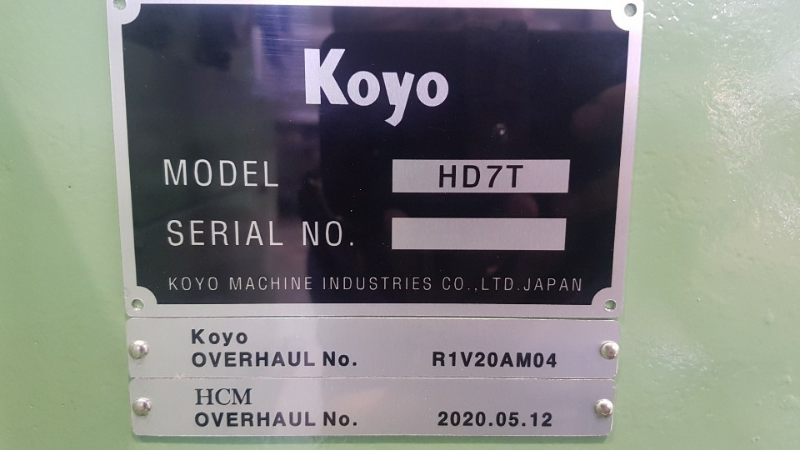 Koyo
MODEL HD7T
SERIAL NO.
KOYO MACHINE INDUSTRIES CO.,LTD.JAPAN
Koyo
OVERHAUL No. R1V20AM04
HCM
OVERHAUL No. 2020.05.12